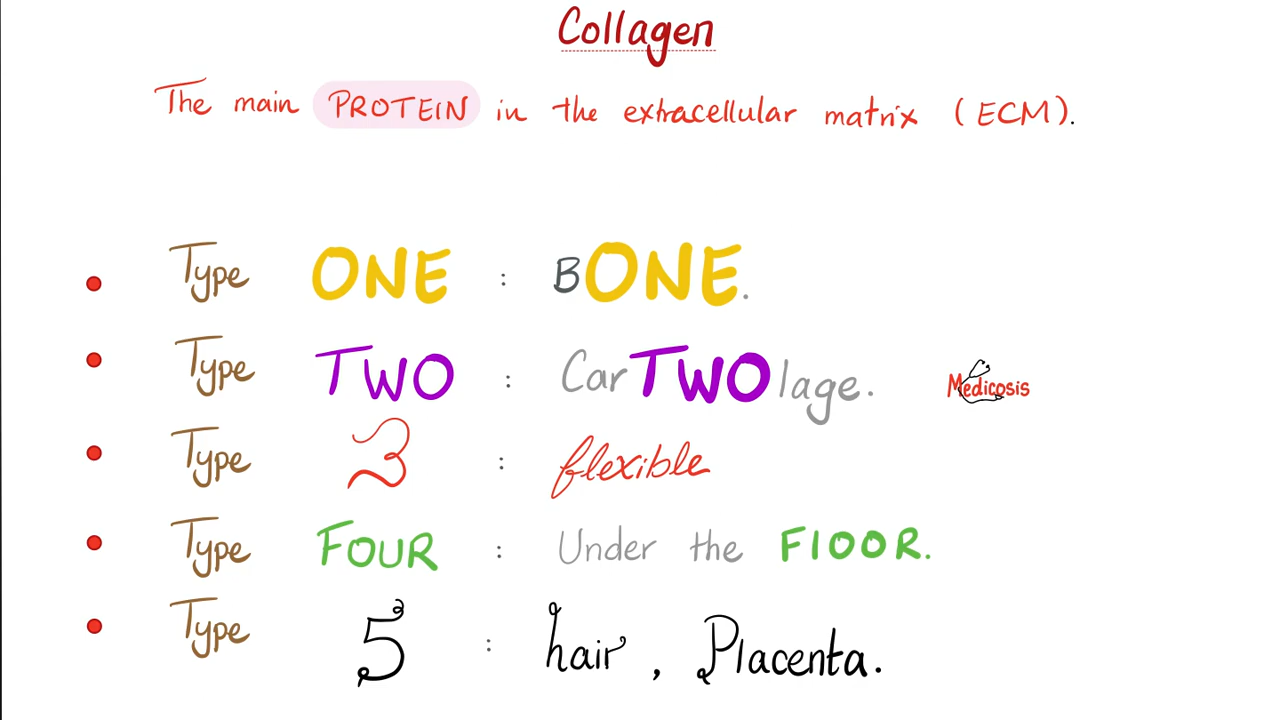 Collagen
The main PROTEIN in the extracellular matrix (ECM).
Type ONE : BONE.
Type TWO : CarTWOlage.
Medicosis
Type 3 : flexible
Type FOUR : Under the FlOOR.
Type 5 : hair, Placenta.